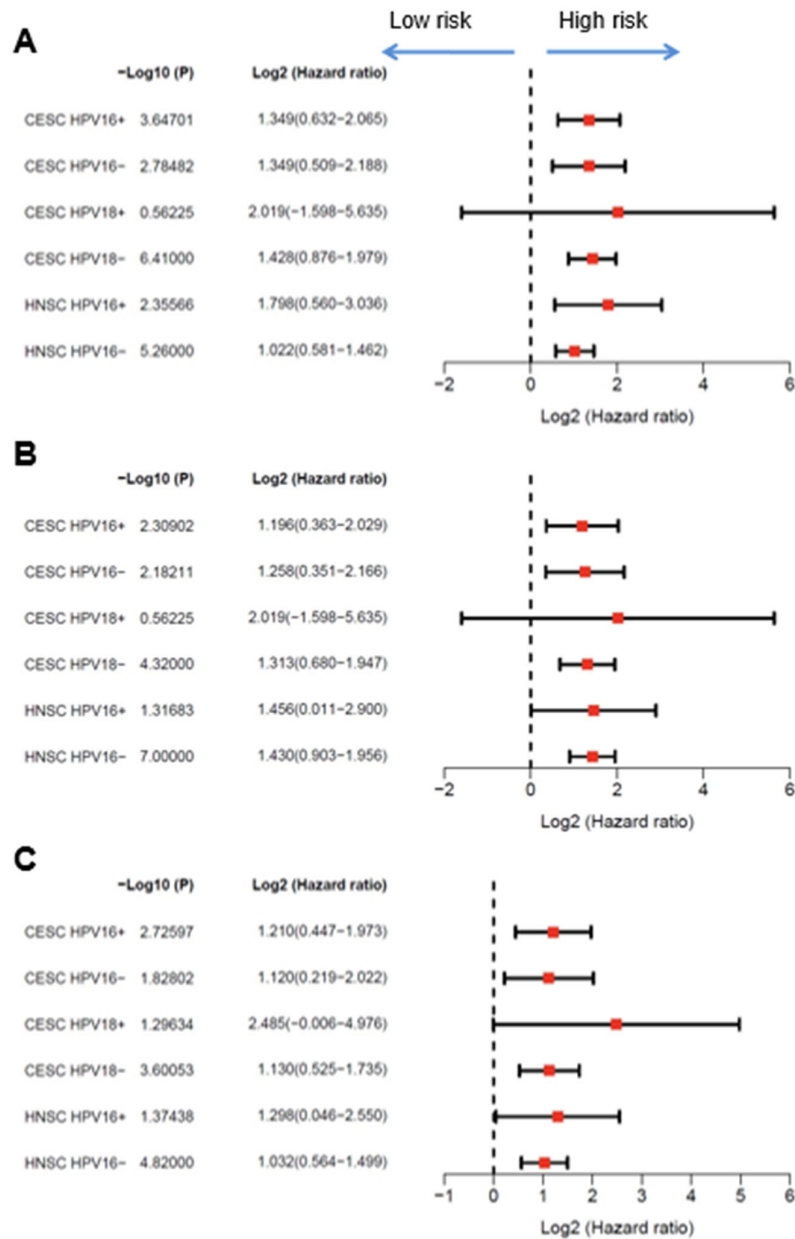 Low risk High risk
A
−Log10 (P) Log2 (Hazard ratio)
CESC HPV16+ 3.64701 1.349(0.632−2.065)
CESC HPV16− 2.78482 1.349(0.509−2.188)
CESC HPV18+ 0.56225 2.019(−1.598−5.635)
CESC HPV18− 6.41000 1.428(0.876−1.979)
HNSC HPV16+ 2.35566 1.798(0.560−3.036)
HNSC HPV16− 5.26000 1.022(0.581−1.462)
−2 0 2 4 6
Log2 (Hazard ratio)
B
−Log10 (P) Log2 (Hazard ratio)
CESC HPV16+ 2.30902 1.196(0.363−2.029)
CESC HPV16− 2.18211 1.258(0.351−2.166)
CESC HPV18+ 0.56225 2.019(−1.598−5.635)
CESC HPV18− 4.32000 1.313(0.680−1.947)
HNSC HPV16+ 1.31683 1.456(0.011−2.900)
HNSC HPV16− 7.00000 1.430(0.903−1.956)
−2 0 2 4 6
Log2 (Hazard ratio)
C
−Log10 (P) Log2 (Hazard ratio)
CESC HPV16+ 2.72597 1.210(0.447−1.973)
CESC HPV16− 1.82802 1.120(0.219−2.022)
CESC HPV18+ 1.29634 2.485(−0.006−4.976)
CESC HPV18− 3.60053 1.130(0.525−1.735)
HNSC HPV16+ 1.37438 1.298(0.046−2.550)
HNSC HPV16− 4.82000 1.032(0.564−1.499)
−1 0 1 2 3 4 5 6
Log2 (Hazard ratio)